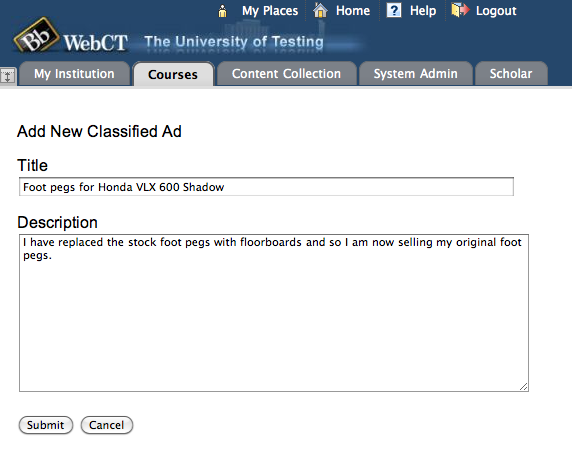 My Places Home ? Help Logout
Bb WebCT The University of Testing
My Institution Courses Content Collection System Admin Scholar
Add New Classified Ad
Title
Foot pegs for Honda VLX 600 Shadow
Description
I have replaced the stock foot pegs with floorboards and so I am now selling my original foot
pegs.
Submit Cancel